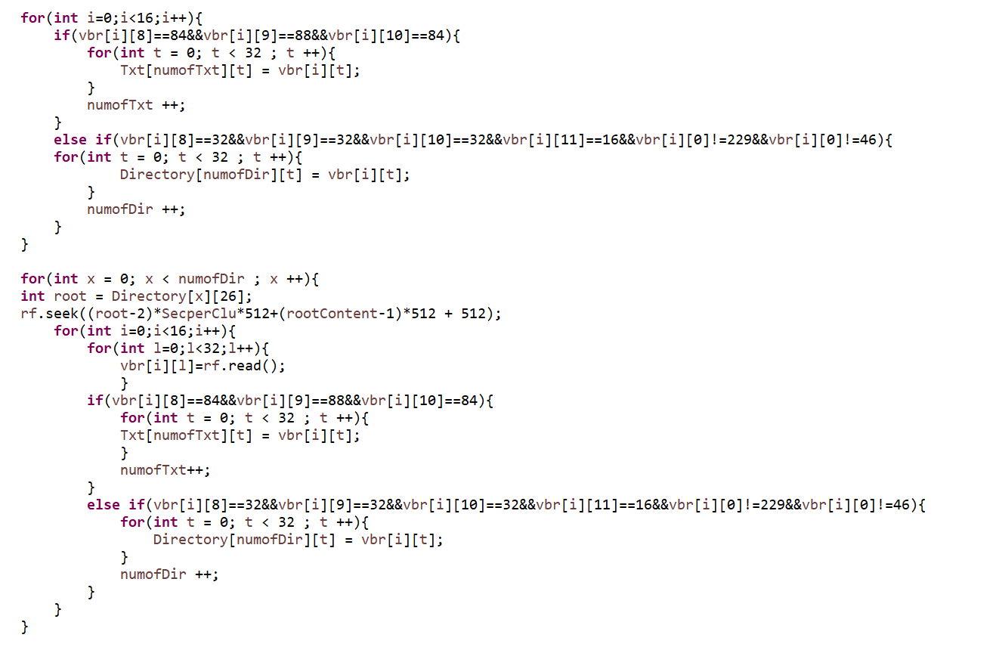 for(int i=0;i<16;i++){
    if(vbr[i][8]==84&&vbr[i][9]==88&&vbr[i][10]==84){
        for(int t = 0; t < 32 ; t ++){
            Txt[numofTxt][t] = vbr[i][t];
        }
        numofTxt ++;
    }
    else if(vbr[i][8]==32&&vbr[i][9]==32&&vbr[i][10]==32&&vbr[i][11]==16&&vbr[i][0]!=229&&vbr[i][0]!=46){
    for(int t = 0; t < 32 ; t ++){
            Directory[numofDir][t] = vbr[i][t];
        }
        numofDir ++;
    }
}

for(int x = 0; x < numofDir ; x ++){
int root = Directory[x][26];
rf.seek((root-2)*SecperClu*512+(rootContent-1)*512 + 512);
    for(int i=0;i<16;i++){
        for(int l=0;l<32;l++){
            vbr[i][l]=rf.read();
            }
        if(vbr[i][8]==84&&vbr[i][9]==88&&vbr[i][10]==84){
            for(int t = 0; t < 32 ; t ++){
            Txt[numofTxt][t] = vbr[i][t];
            }
            numofTxt++;
        }
        else if(vbr[i][8]==32&&vbr[i][9]==32&&vbr[i][10]==32&&vbr[i][11]==16&&vbr[i][0]!=229&&vbr[i][0]!=46){
            for(int t = 0; t < 32 ; t ++){
                Directory[numofDir][t] = vbr[i][t];
            }
            numofDir ++;
        }
    }
}